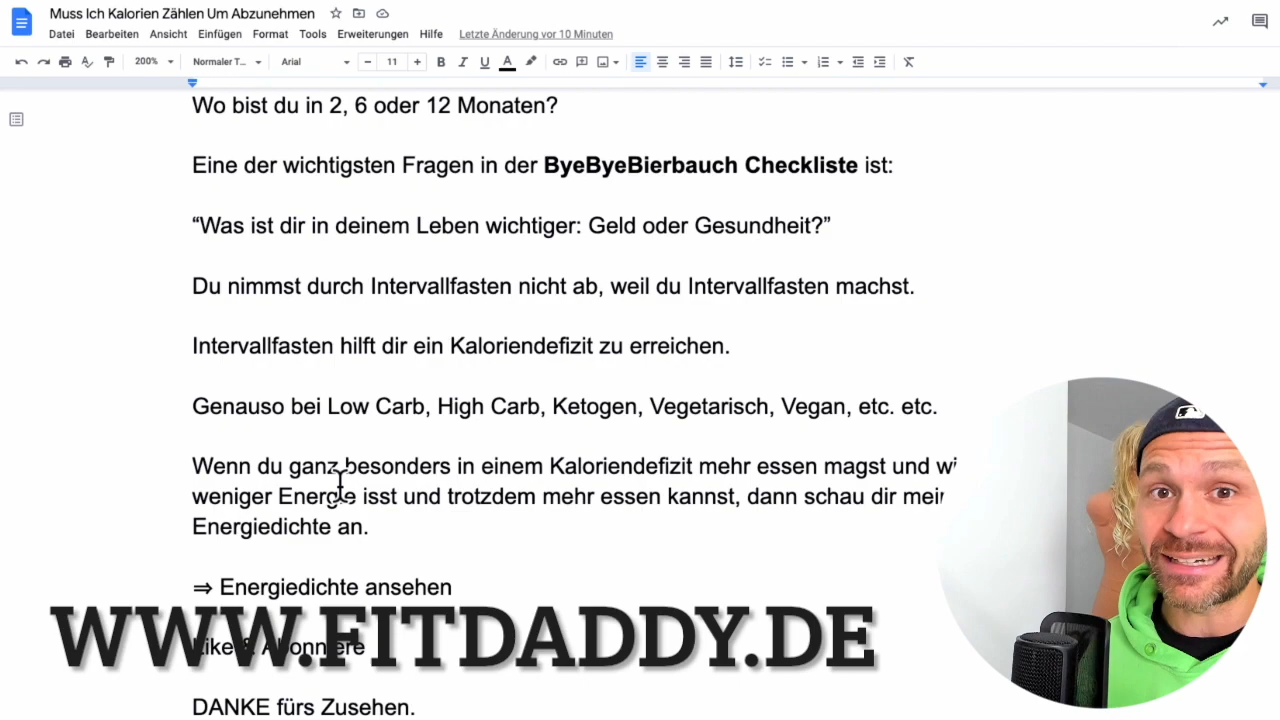 Muss Ich Kalorien Zählen Um Abzunehmen
Datei Bearbeiten Ansicht Einfügen Format Tools Erweiterungen Hilfe Letzte Änderung vor 10 Minuten
200% Normaler T... Arial 11 B I U A
Wo bist du in 2, 6 oder 12 Monaten?
Eine der wichtigsten Fragen in der ByeByeBierbauch Checkliste ist:
“Was ist dir in deinem Leben wichtiger: Geld oder Gesundheit?”
Du nimmst durch Intervallfasten nicht ab, weil du Intervallfasten machst.
Intervallfasten hilft dir ein Kaloriendefizit zu erreichen.
Genauso bei Low Carb, High Carb, Ketogen, Vegetarisch, Vegan, etc. etc.
Wenn du ganz besonders in einem Kaloriendefizit mehr essen magst und wi
weniger Energie isst und trotzdem mehr essen kannst, dann schau dir mein
Energiedichte an.
⇒ Energiedichte ansehen
WWW.FITDADDY.DE
Like & Abonniere
DANKE fürs Zusehen.